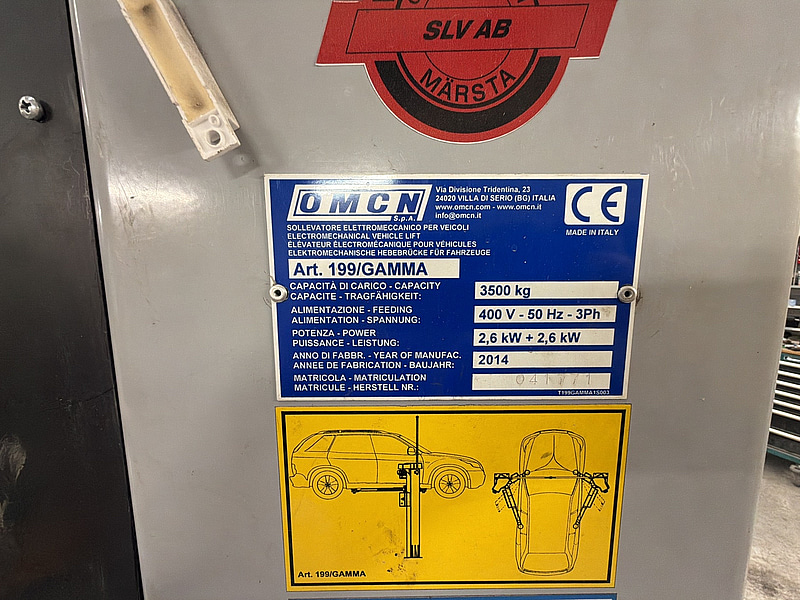 SLV AB
MÄRSTA
OMCN
S.p.A.
Via Divisione Tridentina, 23
24020 VILLA DI SERIO (BG) ITALIA
www.omcn.com - www.omcn.it
info@omcn.it
CE
MADE IN ITALY
SOLLEVATORE ELETTROMECCANICO PER VEICOLI
ELECTROMECHANICAL VEHICLE LIFT
ÉLÉVATEUR ÉLECTROMÉCANIQUE POUR VÉHICULES
ELEKTROMECHANISCHE HEBEBRÜCKE FÜR FAHRZEUGE
Art. 199/GAMMA
CAPACITÀ DI CARICO - CAPACITY
CAPACITE - TRAGFÄHIGKEIT:
3500 kg
ALIMENTAZIONE - FEEDING
ALIMENTATION - SPANNUNG:
400 V - 50 Hz - 3Ph
POTENZA - POWER
PUISSANCE - LEISTUNG:
2,6 kW + 2,6 kW
ANNO DI FABBR. - YEAR OF MANUFAC.
ANNEE DE FABRICATION - BAUJAHR:
2014
MATRICOLA - MATRICULATION
MATRICULE - HERSTELL NR.:
T199GAMMA15003
Art. 199/GAMMA